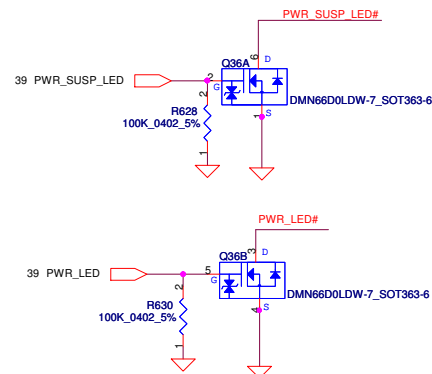 PWR_SUSP_LED#
6
Q36A
D
39 PWR_SUSP_LED
2
G
2
DMN66D0LDW-7_SOT363-6
R628
100K_0402_5%
1
S
1
PWR_LED#
3
Q36B
D
39 PWR_LED
5
G
2
DMN66D0LDW-7_SOT363-6
R630
100K_0402_5%
4
S
1